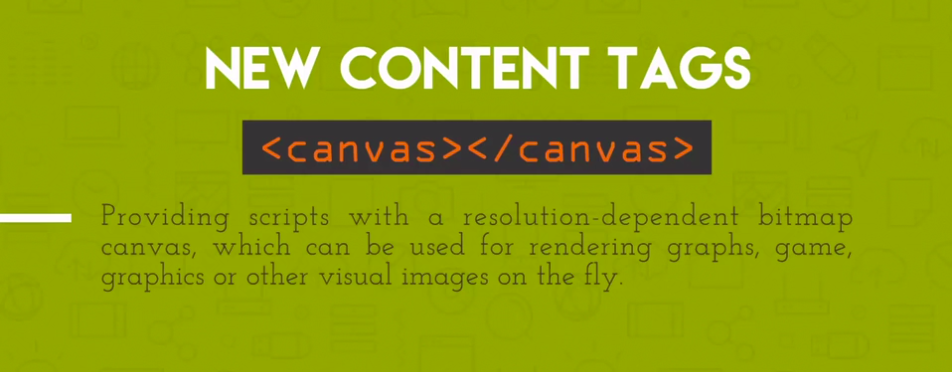 NEW CONTENT TAGS
<canvas></canvas>
Providing scripts with a resolution-dependent bitmap
canvas, which can be used for rendering graphs, game,
graphics or other visual images on the fly.